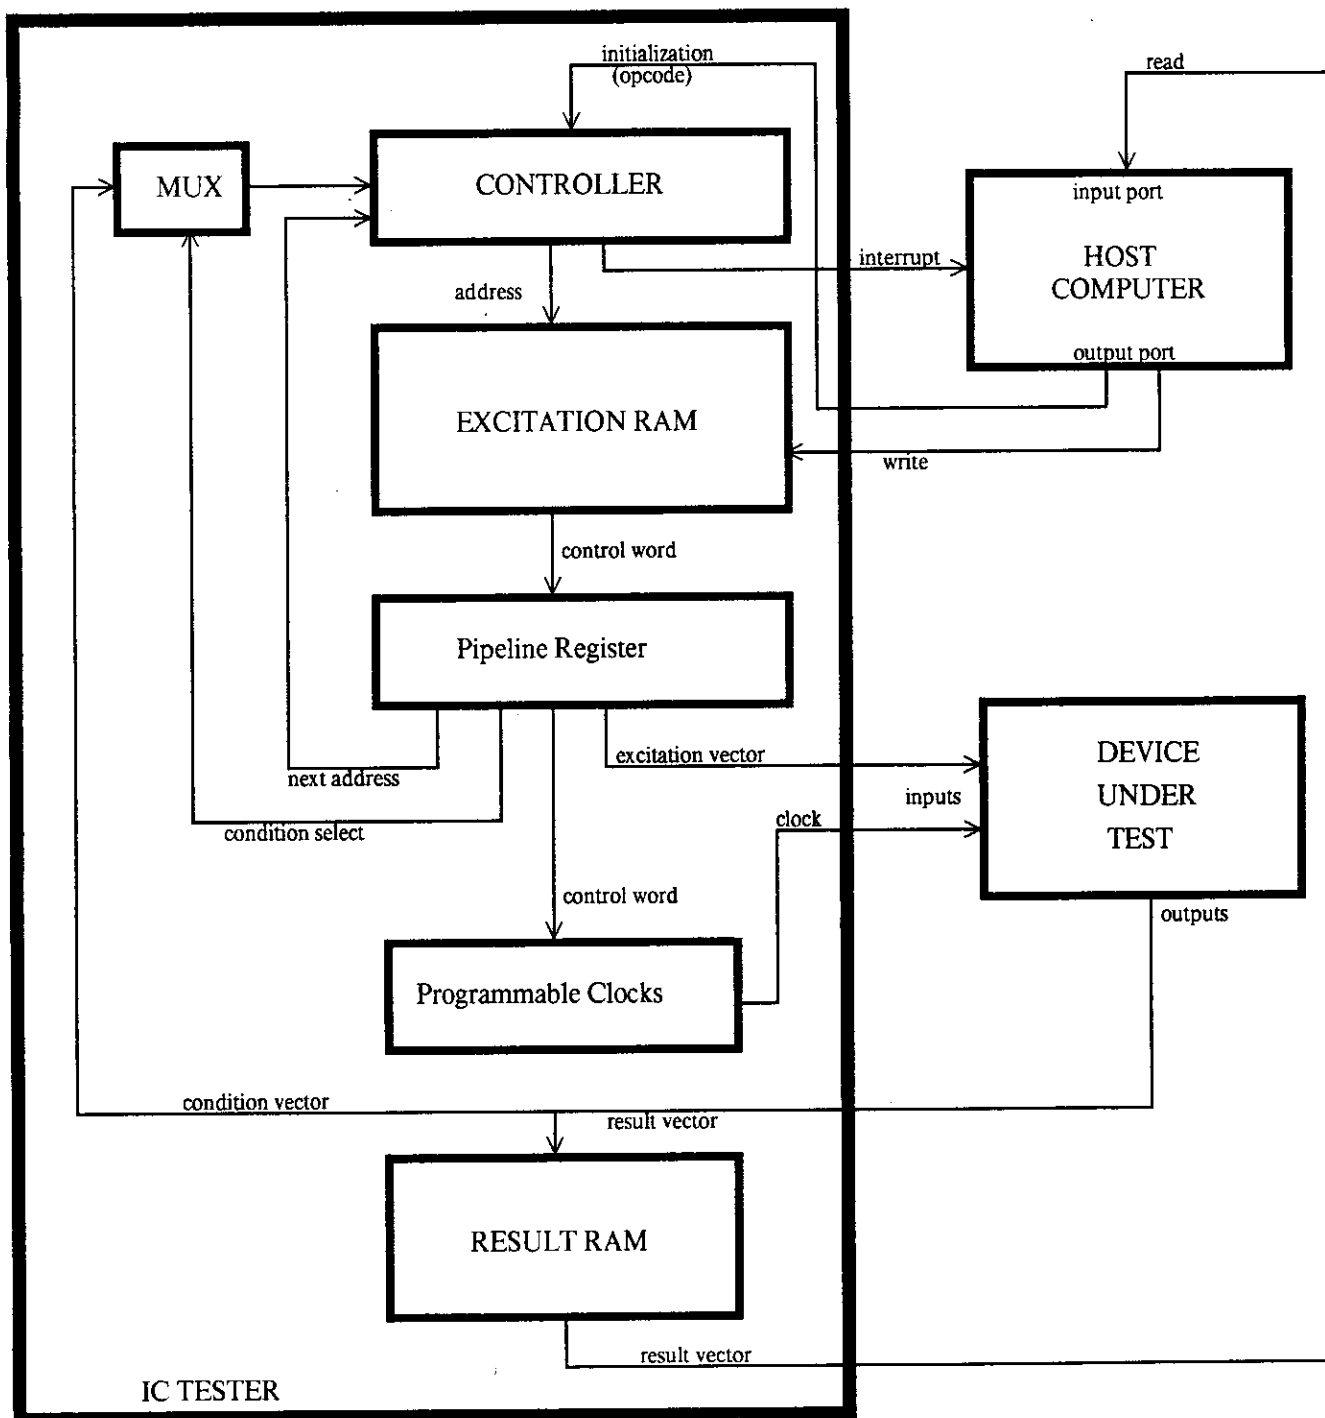 initialization
(opcode)
read
MUX
CONTROLLER
input port
interrupt
HOST
COMPUTER
address
output port
EXCITATION RAM
write
control word
Pipeline Register
excitation vector
DEVICE
next address
inputs
UNDER
clock
condition select
TEST
control word
outputs
Programmable Clocks
condition vector
result vector
RESULT RAM
result vector
IC TESTER